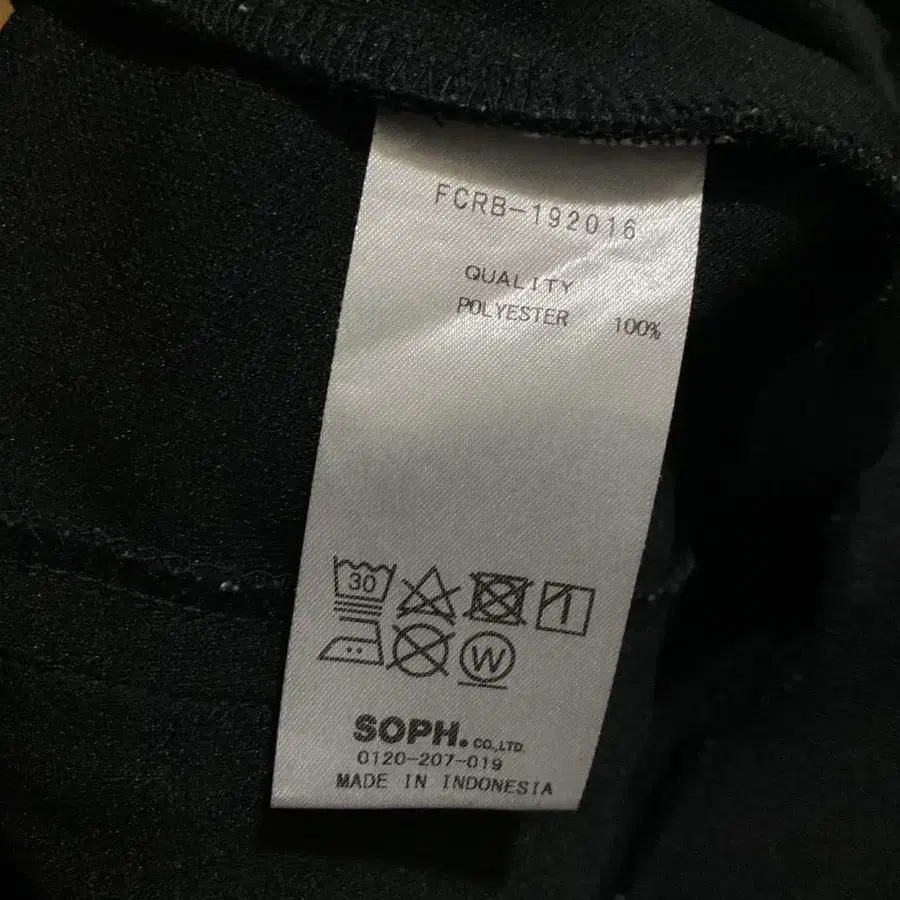 FCRB-192016
QUALITY
POLYESTER 100%
30
W
SOPH. CO.,LTD.
0120-207-019
MADE IN INDONESIA